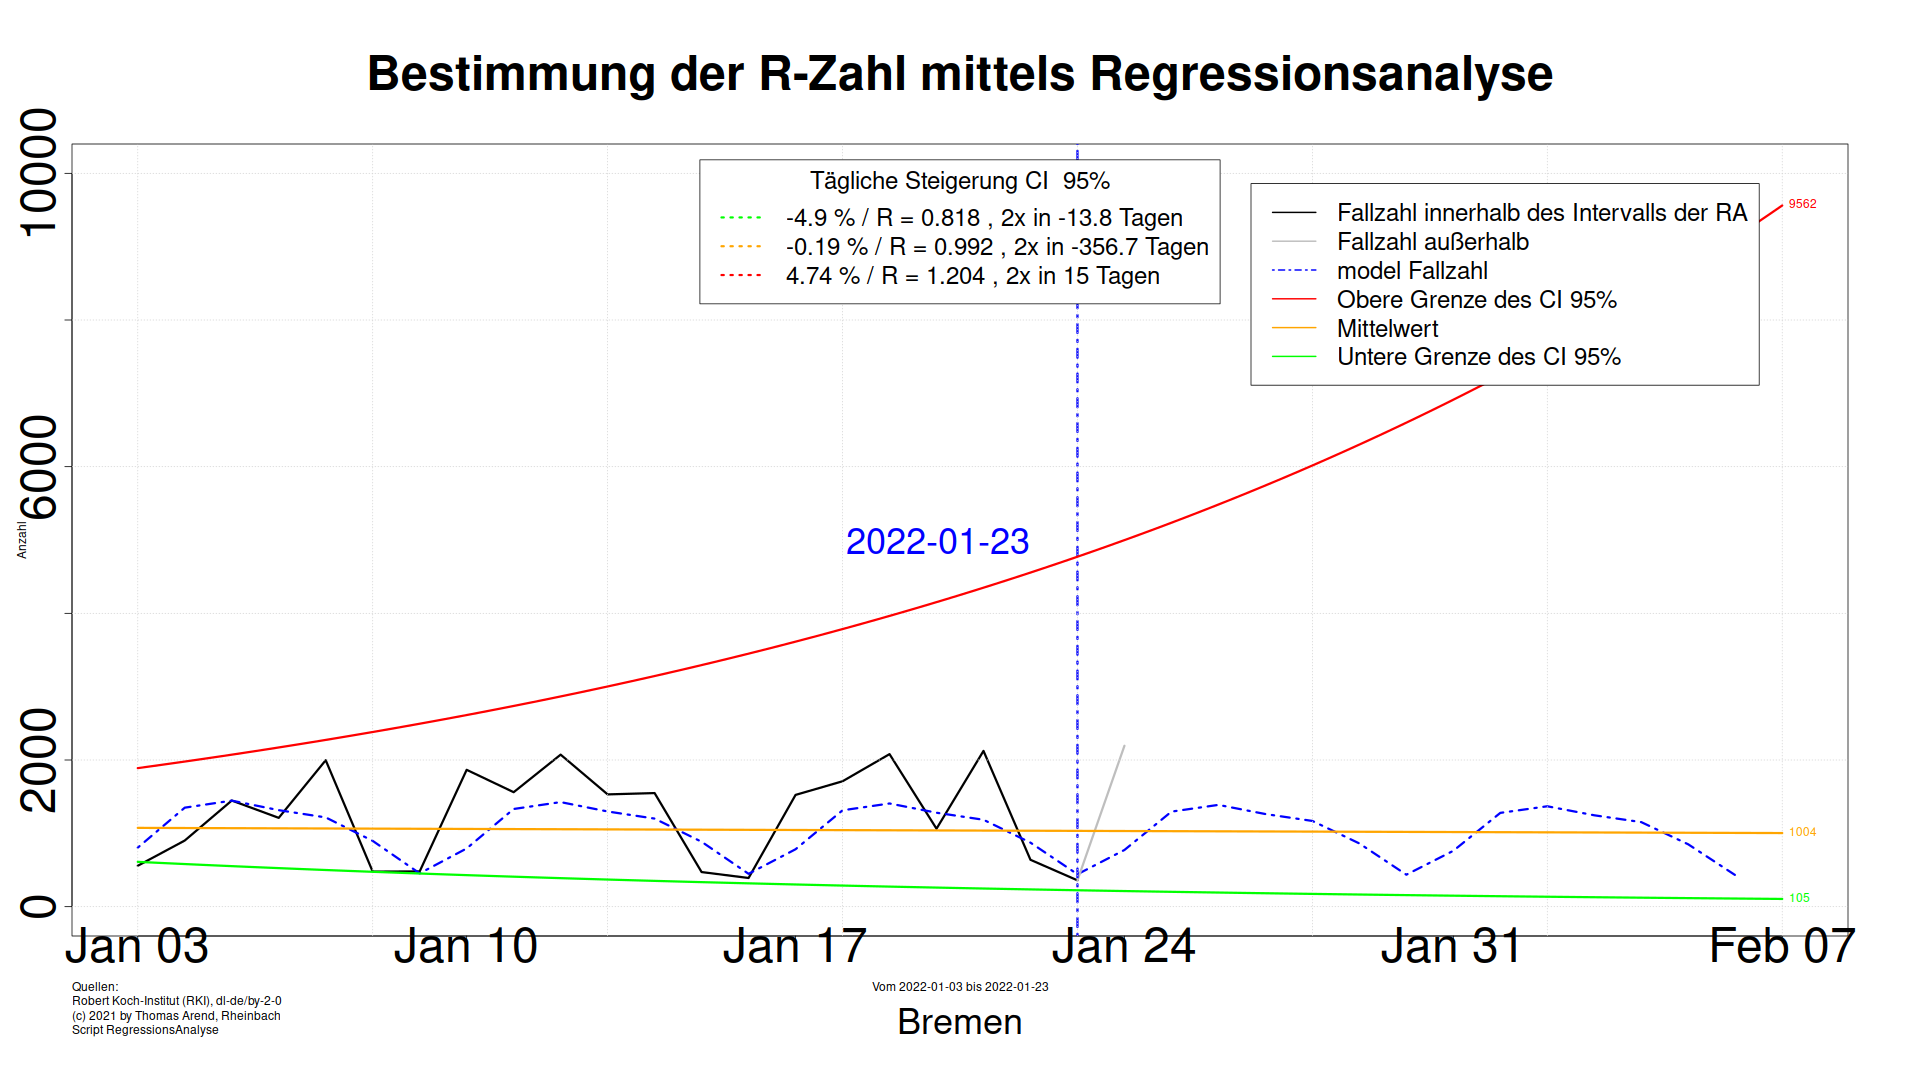 Bestimmung der R-Zahl mittels Regressionsanalyse
Tägliche Steigerung CI  95%
-4.9 % / R = 0.818 , 2x in -13.8 Tagen
-0.19 % / R = 0.992 , 2x in -356.7 Tagen
4.74 % / R = 1.204 , 2x in 15 Tagen
Fallzahl innerhalb des Intervalls der RA
Fallzahl außerhalb
model Fallzahl
Obere Grenze des CI 95%
Mittelwert
Untere Grenze des CI 95%
9562
1004
105
2022-01-23
10000
6000
2000
0
Anzahl
Jan 03
Jan 10
Jan 17
Jan 24
Jan 31
Feb 07
Vom 2022-01-03 bis 2022-01-23
Bremen
Quellen:
Robert Koch-Institut (RKI), dl-de/by-2-0
(c) 2021 by Thomas Arend, Rheinbach
Script RegressionsAnalyse